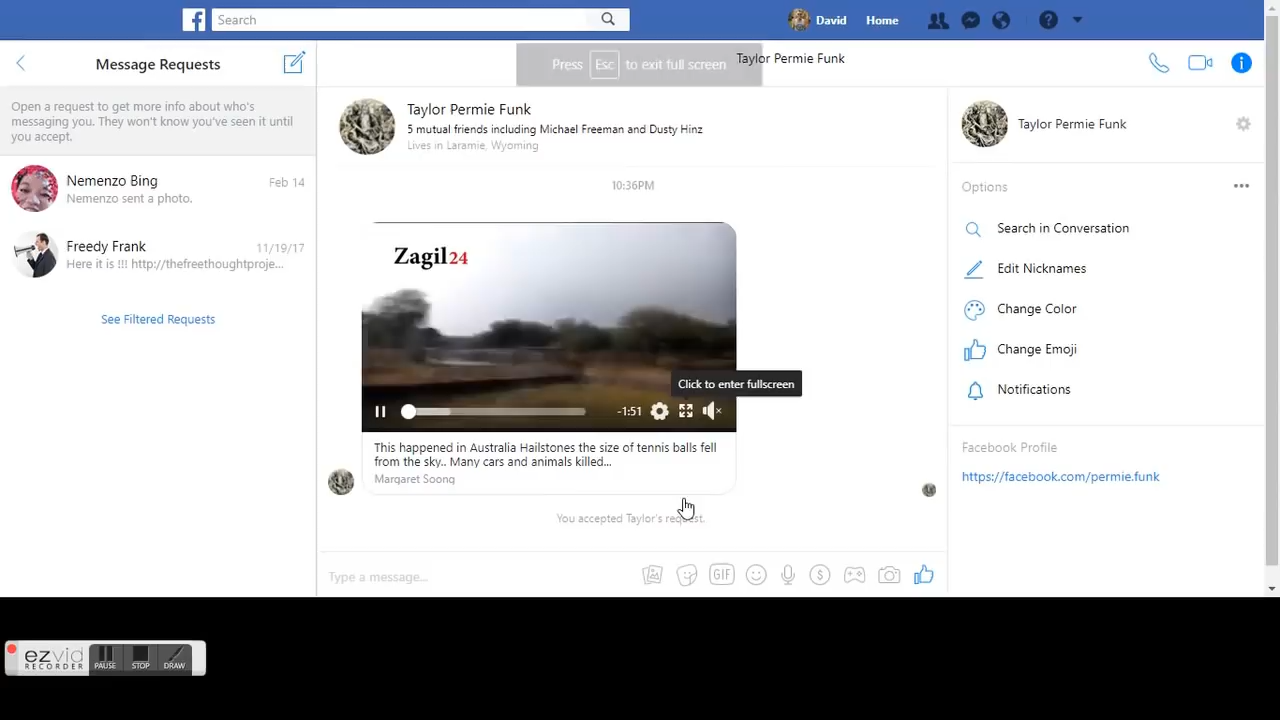 Search
David
Home
Message Requests
Press Esc to exit full screen
Taylor Permie Funk
Open a request to get more info about who's
messaging you. They won't know you've seen it until
you accept.
Nemenzo Bing
Feb 14
Nemenzo sent a photo.
Freedy Frank
11/19/17
Here it is !!! http://thefreethoughtproje...
See Filtered Requests
Taylor Permie Funk
5 mutual friends including Michael Freeman and Dusty Hinz
Lives in Laramie, Wyoming
10:36PM
Zagil24
Click to enter fullscreen
-1:51
This happened in Australia Hailstones the size of tennis balls fell
from the sky.. Many cars and animals killed...
Margaret Soong
You accepted Taylor's request.
Type a message...
GIF
Taylor Permie Funk
Options
Search in Conversation
Edit Nicknames
Change Color
Change Emoji
Notifications
Facebook Profile
https://facebook.com/permie.funk
ezvid
RECORDER
PAUSE
STOP
DRAW